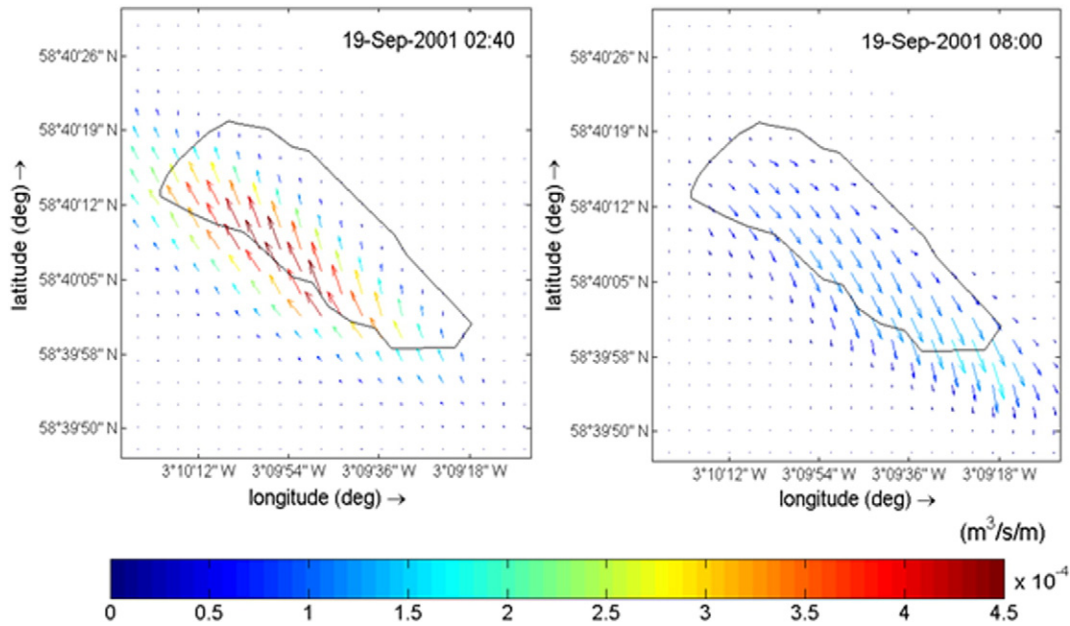 19-Sep-2001 02:40
58°40'26" N
58°40'19" N
58°40'12" N
58°40'05" N
58°39'58" N
58°39'50" N
latitude (deg) →
3°10'12" W 3°09'54" W 3°09'36" W 3°09'18" W
longitude (deg) →
19-Sep-2001 08:00
58°40'26" N
58°40'19" N
58°40'12" N
58°40'05" N
58°39'58" N
58°39'50" N
latitude (deg) →
3°10'12" W 3°09'54" W 3°09'36" W 3°09'18" W
longitude (deg) →
(m³/s/m)
x 10⁻⁴
0 0.5 1 1.5 2 2.5 3 3.5 4 4.5